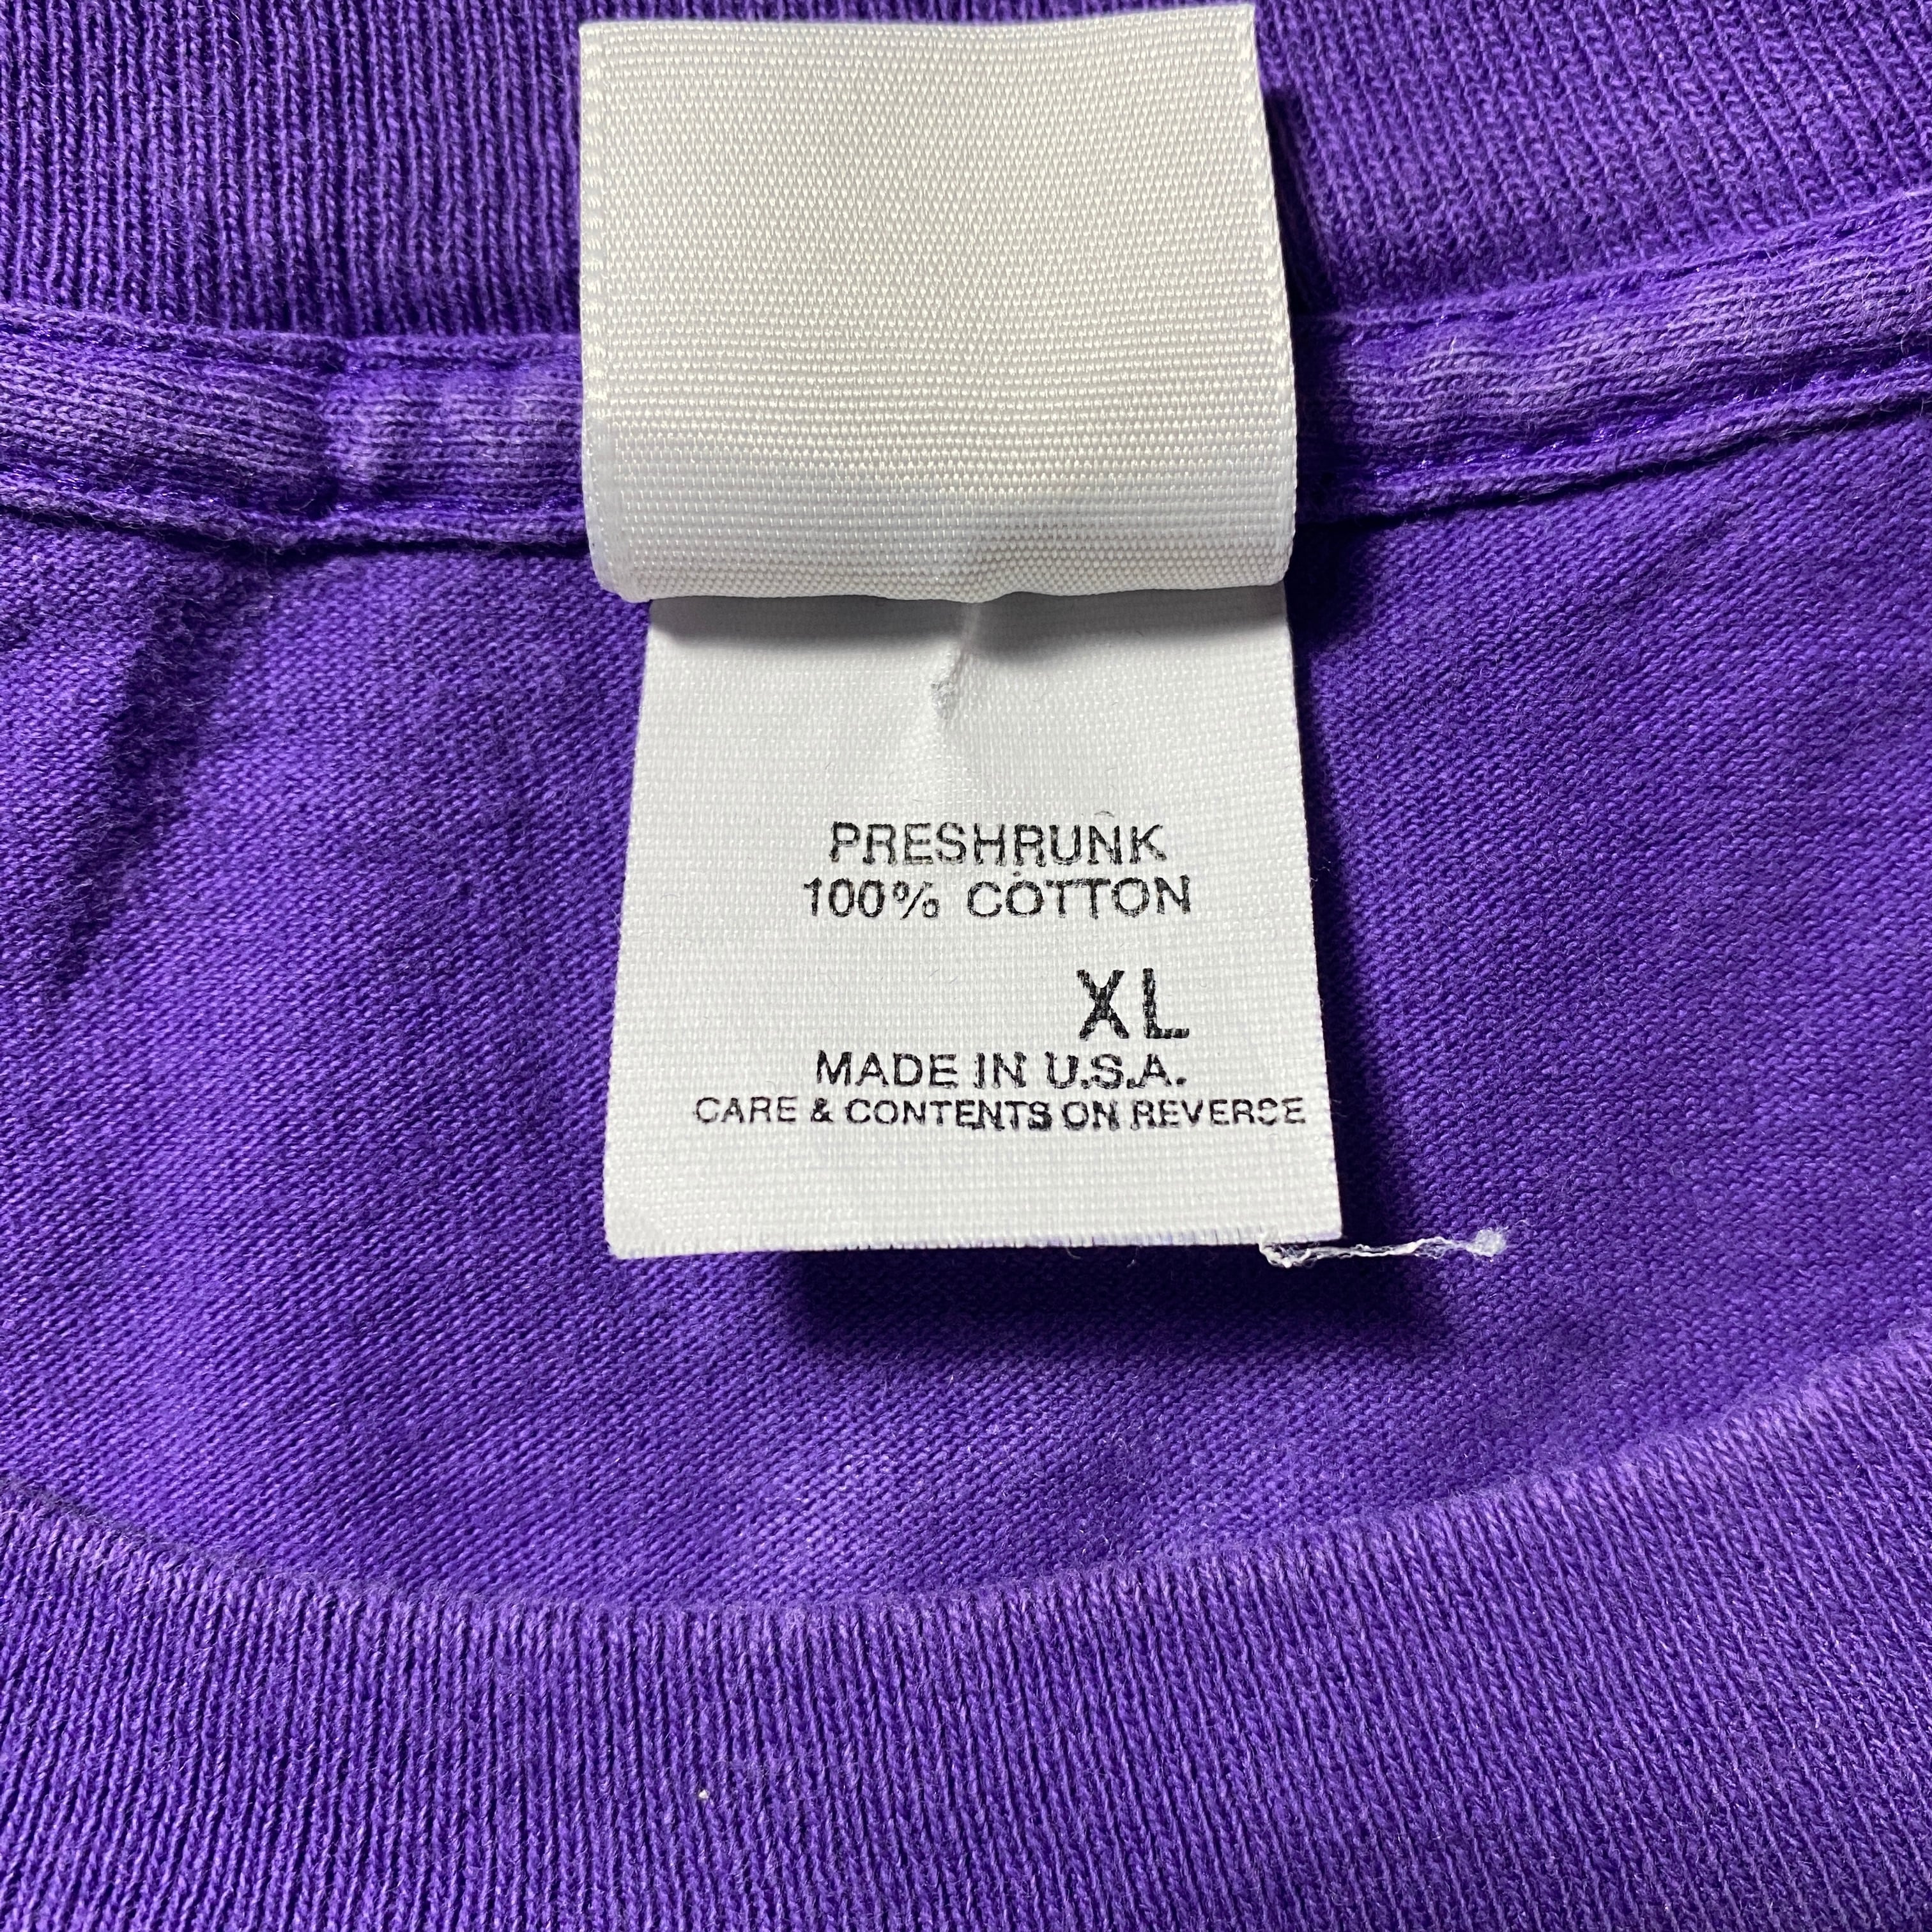 PRESHRUNK
100% COTTON
XL
MADE IN U.S.A.
CARE & CONTENTS ON REVERSE